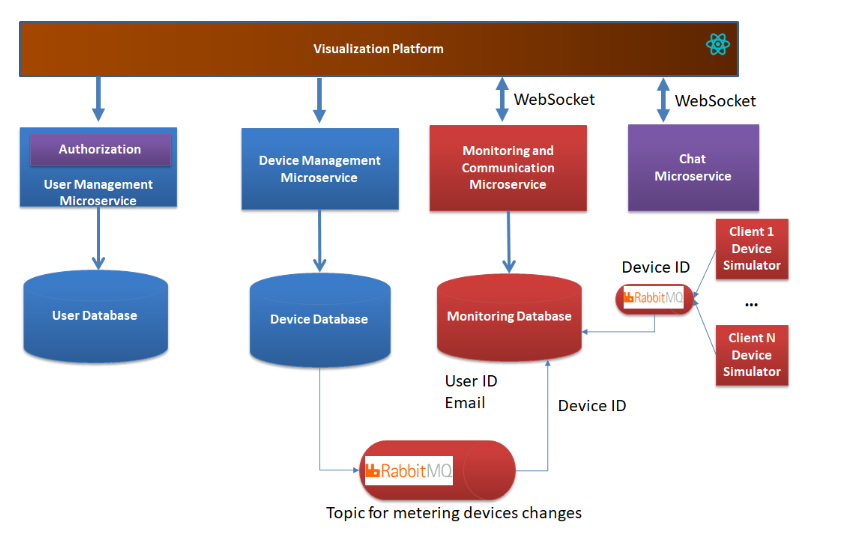 Visualization Platform
WebSocket
WebSocket
Authorization
User Management
Microservice
Device Management
Microservice
Monitoring and
Communication
Microservice
Chat
Microservice
Client 1
Device
Simulator
Device ID
RabbitMQ
...
User Database
Device Database
Monitoring Database
Client N
Device
Simulator
User ID
Email
Device ID
RabbitMQ
Topic for metering devices changes